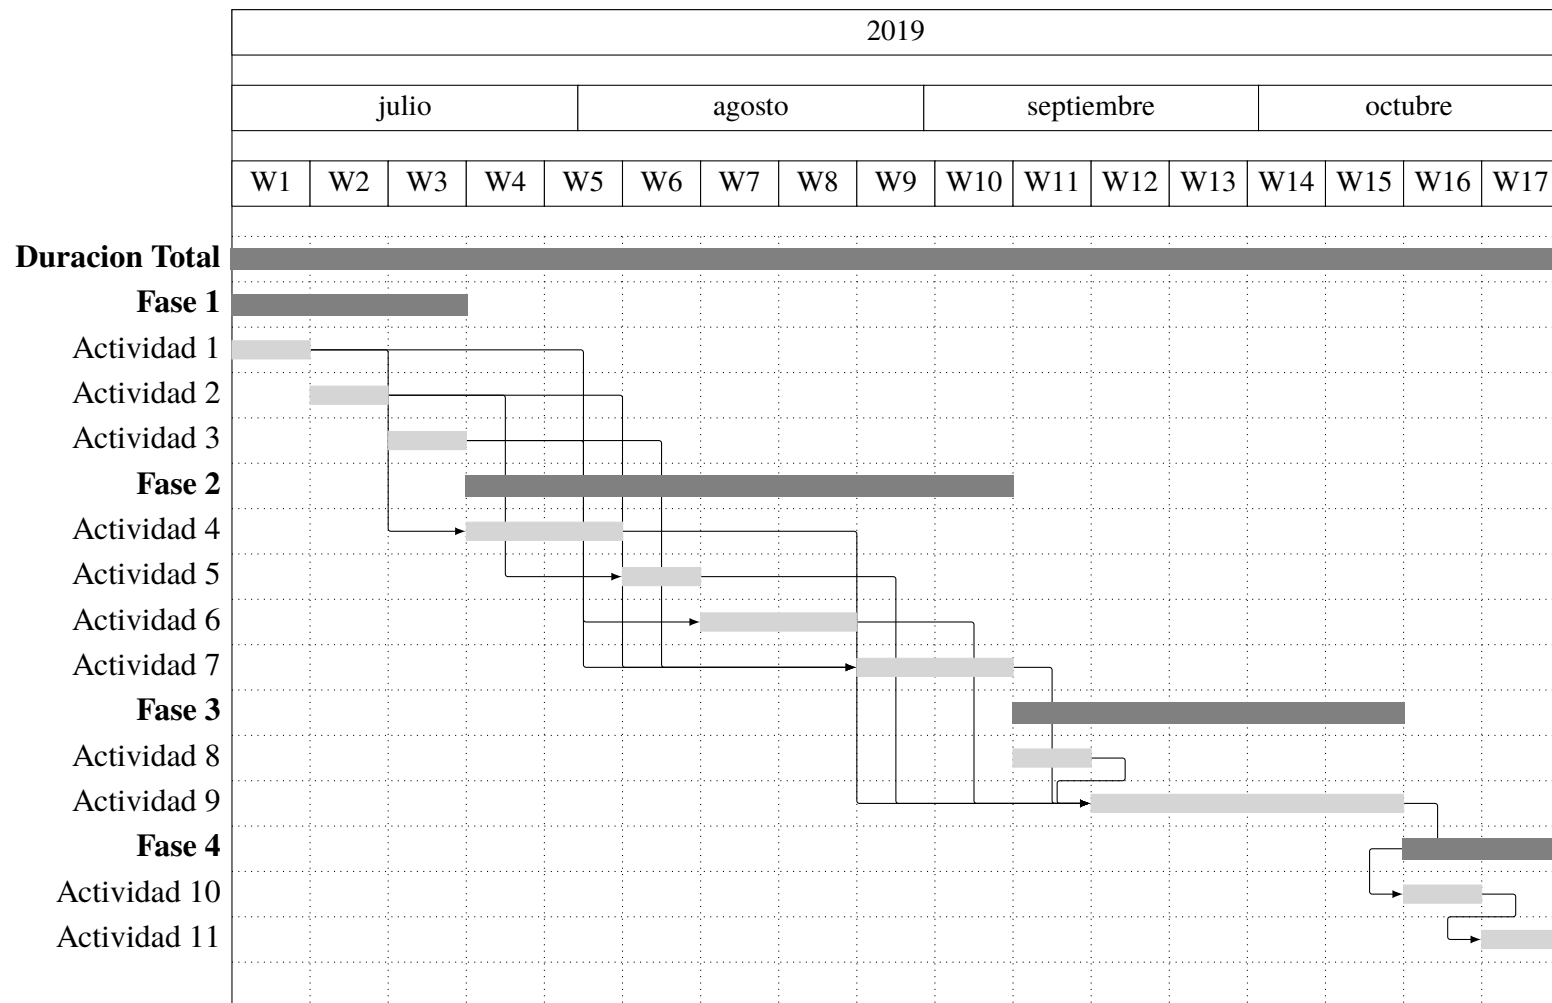 2019
julio agosto septiembre octubre
W1 W2 W3 W4 W5 W6 W7 W8 W9 W10 W11 W12 W13 W14 W15 W16 W17
Duracion Total
Fase 1
Actividad 1
Actividad 2
Actividad 3
Fase 2
Actividad 4
Actividad 5
Actividad 6
Actividad 7
Fase 3
Actividad 8
Actividad 9
Fase 4
Actividad 10
Actividad 11